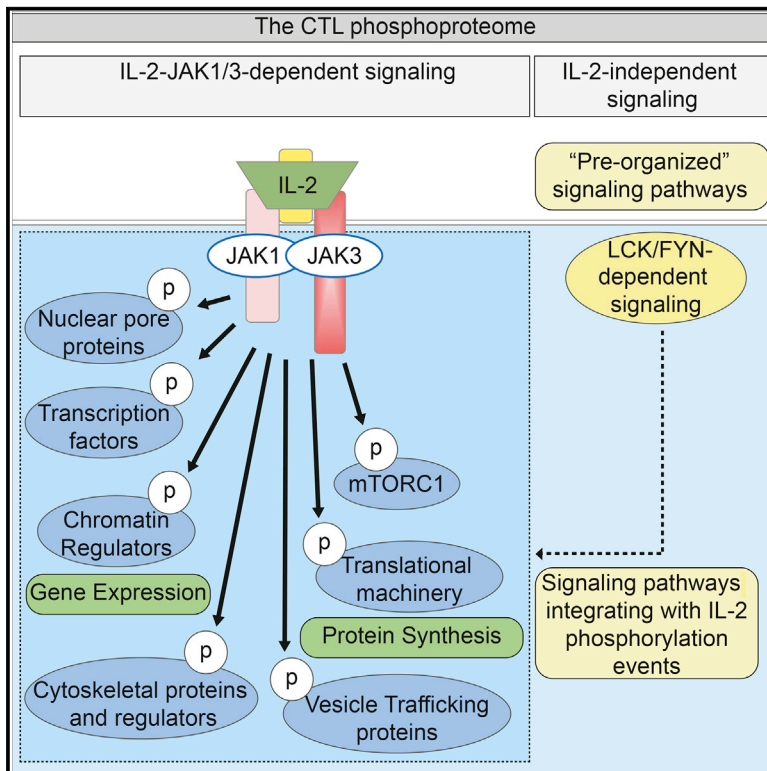 The CTL phosphoproteome
IL-2-JAK1/3-dependent signaling
IL-2-independent
signaling
“Pre-organized”
signaling pathways
IL-2
JAK1
JAK3
LCK/FYN-
dependent
signaling
p
Nuclear pore
proteins
p
Transcription
factors
p
Chromatin
Regulators
Gene Expression
p
Cytoskeletal proteins
and regulators
p
mTORC1
p
Translational
machinery
Protein Synthesis
p
Vesicle Trafficking
proteins
Signaling pathways
integrating with IL-2
phosphorylation
events